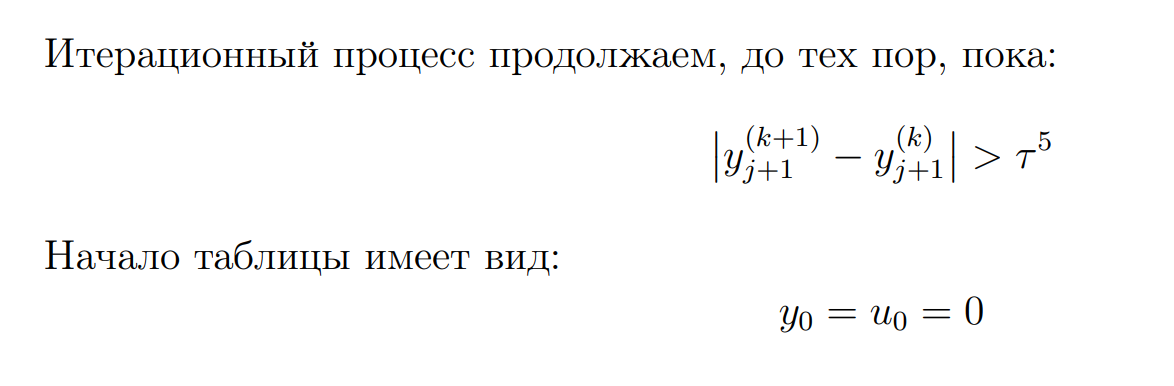 Итерационный процесс продолжаем, до тех пор, пока:
|y_{j+1}^{(k+1)} − y_{j+1}^{(k)}| > τ^5
Начало таблицы имеет вид:
y_0 = u_0 = 0